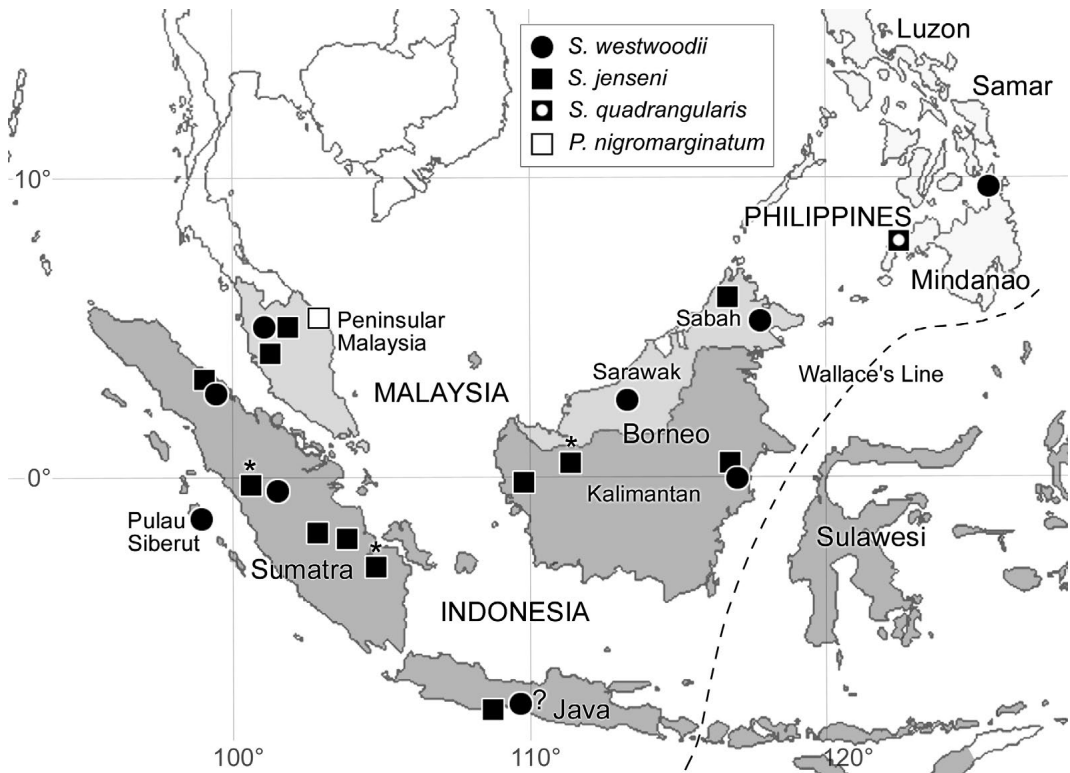 Luzon
S. westwoodii
S. jenseni
S. quadrangularis
P. nigromarginatum
Samar
10°
PHILIPPINES
Mindanao
Peninsular
Malaysia
Sabah
Wallace's Line
Sarawak
MALAYSIA
*
Borneo
*
0°
Kalimantan
Pulau
Siberut
Sulawesi
*
Sumatra
INDONESIA
?
Java
100°
110°
120°